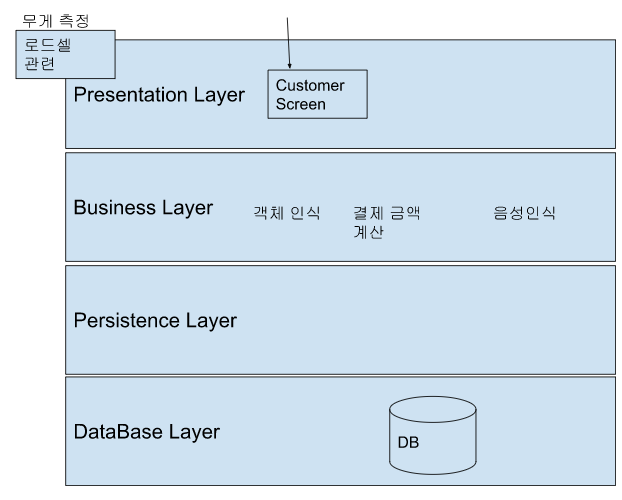 무게 측정
로드셀
관련
Presentation Layer
Customer
Screen
Business Layer
객체 인식
결제 금액
계산
음성인식
Persistence Layer
DataBase Layer
DB